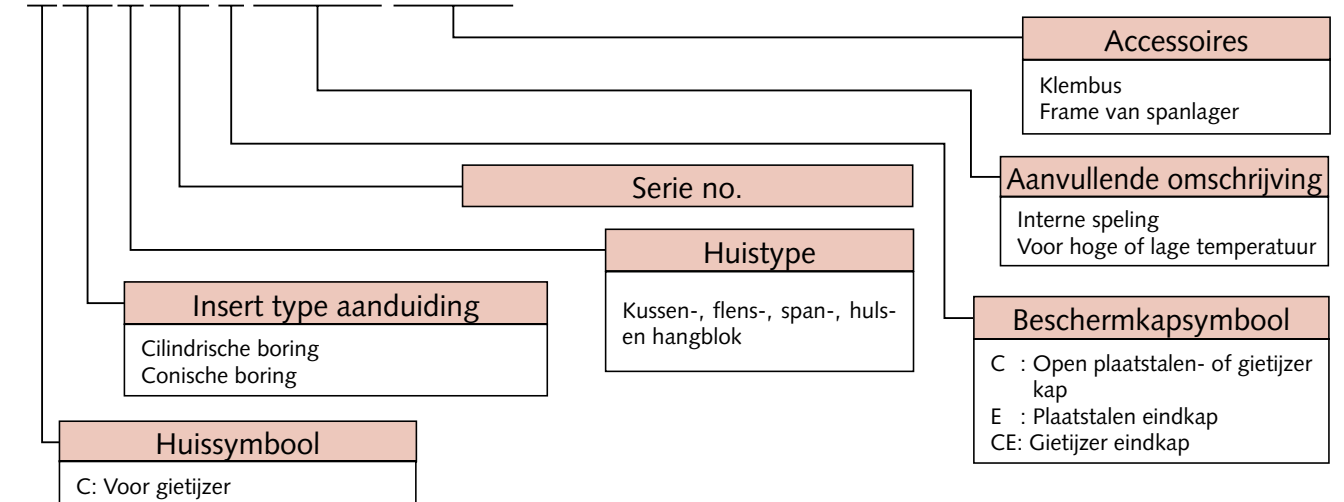 Accessoires
Klembus
Frame van spanlager
Aanvullende omschrijving
Interne speling
Voor hoge of lage temperatuur
Serie no.
Huistype
Kussen-, flens-, span-, huls-
en hangblok
Insert type aanduiding
Cilindrische boring
Conische boring
Beschermkapsymbool
C : Open plaatstalen- of gietijzer
kap
E : Plaatstalen eindkap
CE: Gietijzer eindkap
Huissymbool
C: Voor gietijzer